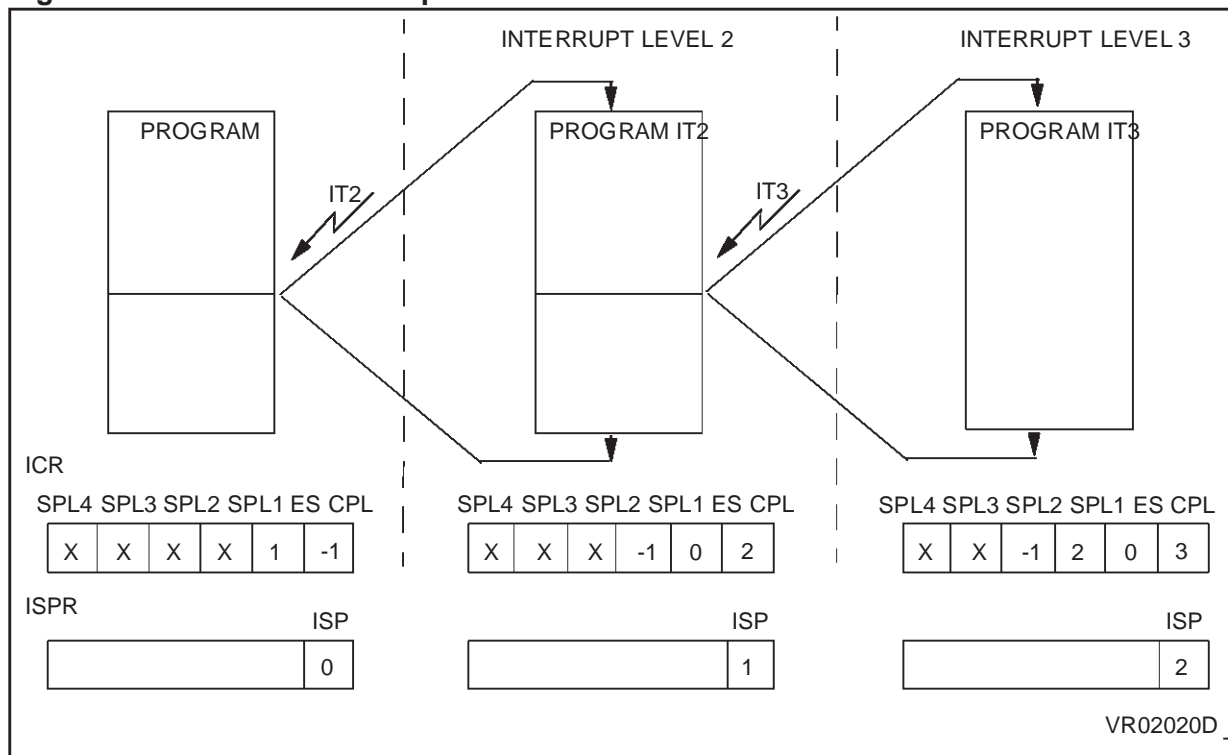 INTERRUPT LEVEL 2 INTERRUPT LEVEL 3
PROGRAM PROGRAM IT2 PROGRAM IT3
IT2 IT3
ICR
SPL4 SPL3 SPL2 SPL1 ES CPL SPL4 SPL3 SPL2 SPL1 ES CPL SPL4 SPL3 SPL2 SPL1 ES CPL
X X X X 1 -1 X X X -1 0 2 X X -1 2 0 3
ISPR
ISP ISP ISP
0 1 2
VR02020D